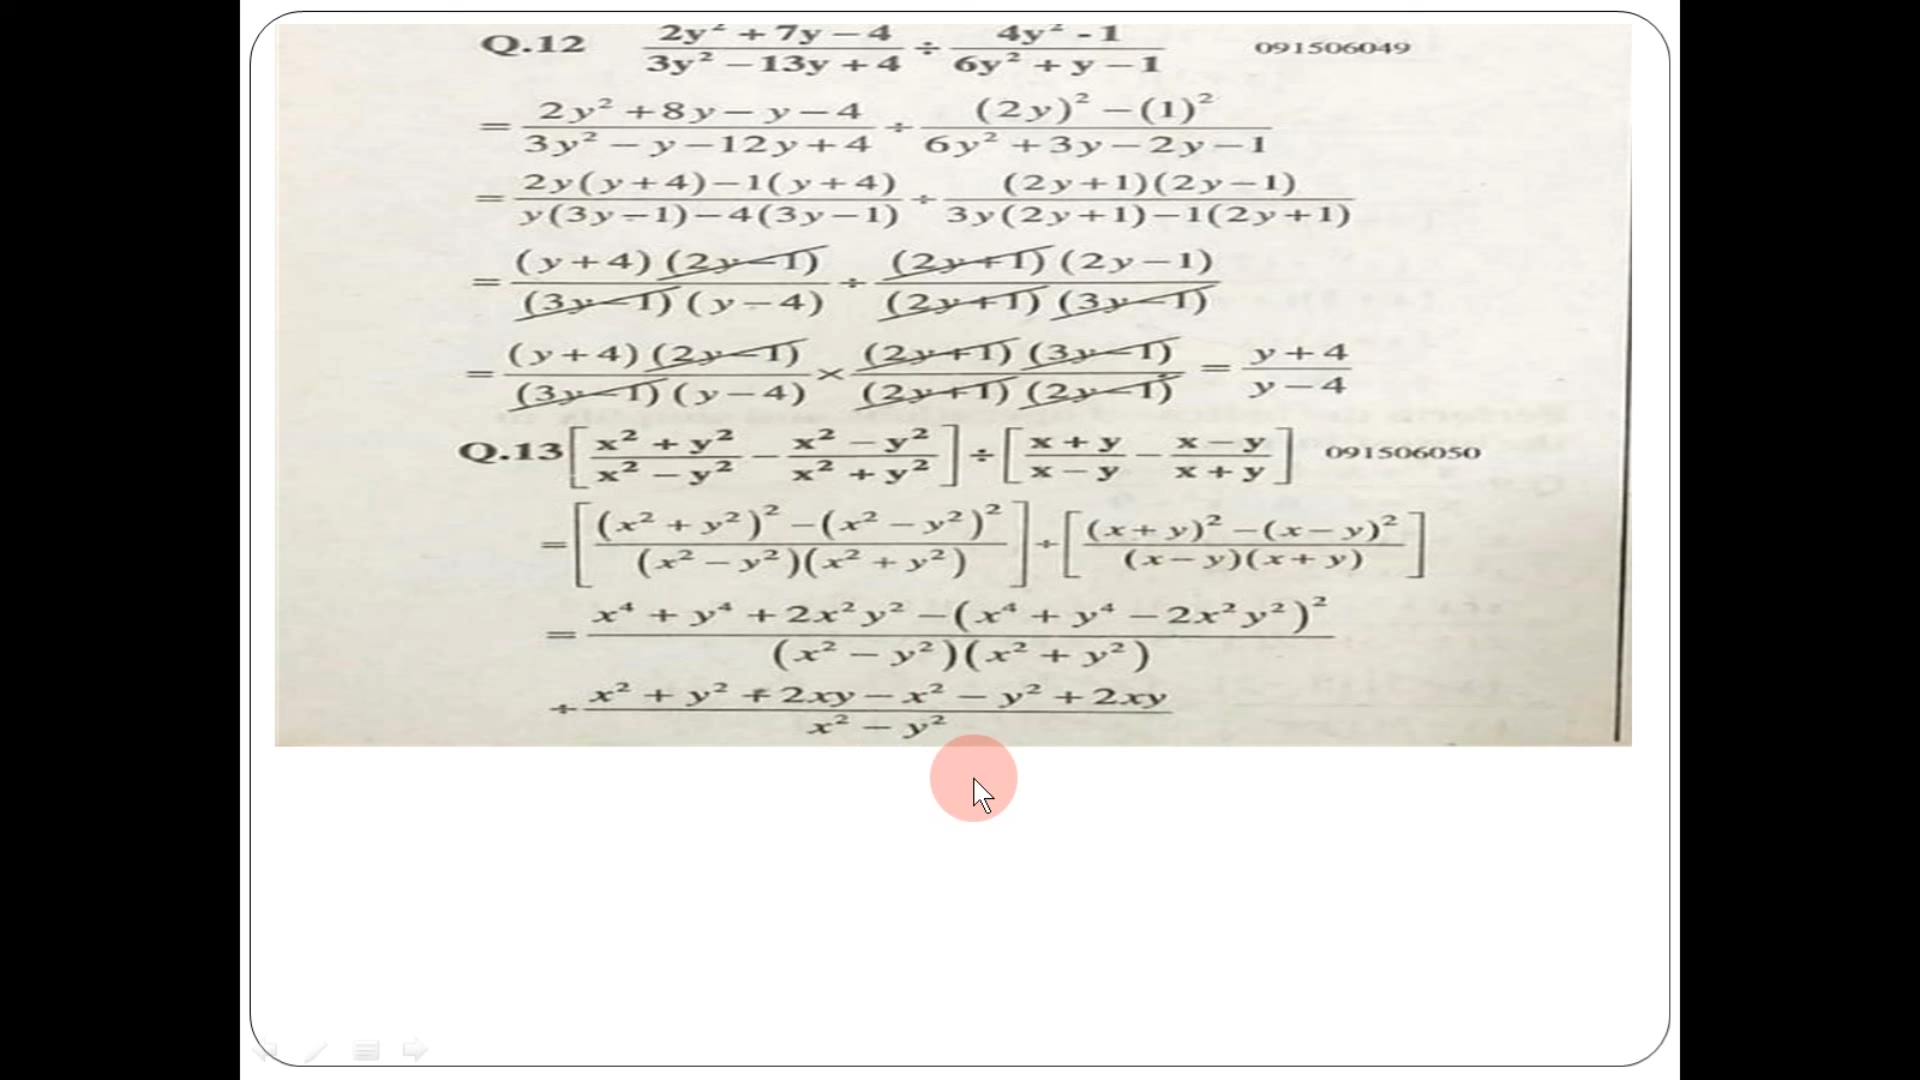 Q.12 (2y² + 7y – 4)/(3y² – 13y + 4) ÷ (4y² - 1)/(6y² + y – 1) 091506049
= (2y² + 8y – y – 4)/(3y² – y – 12y + 4) ÷ ((2y)² – (1)²)/(6y² + 3y – 2y – 1)
= (2y(y+4)–1(y+4))/(y(3y–1)–4(3y–1)) ÷ ((2y+1)(2y–1))/(3y(2y+1)–1(2y+1))
= ((y+4)(2y–1))/((3y–1)(y–4)) ÷ ((2y+1)(2y–1))/((2y+1)(3y–1))
= ((y+4)(2y–1))/((3y–1)(y–4)) × ((2y+1)(3y–1))/((2y+1)(2y–1)) = (y+4)/(y–4)
Q.13 [(x² + y²)/(x² – y²) – (x² – y²)/(x² + y²)] ÷ [(x + y)/(x – y) – (x – y)/(x + y)] 091506050
= [((x² + y²)² – (x² – y²)²)/((x² – y²)(x² + y²))] ÷ [((x + y)² – (x – y)²)/((x – y)(x + y))]
= (x⁴ + y⁴ + 2x²y² – (x⁴ + y⁴ – 2x²y²)²)/((x² – y²)(x² + y²))
÷ (x² + y² + 2xy – x² – y² + 2xy)/(x² – y²)